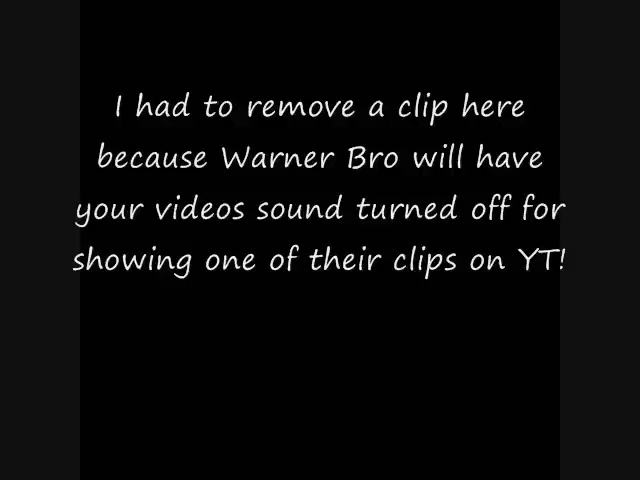 I had to remove a clip here
because Warner Bro will have
your videos sound turned off for
showing one of their clips on YT!